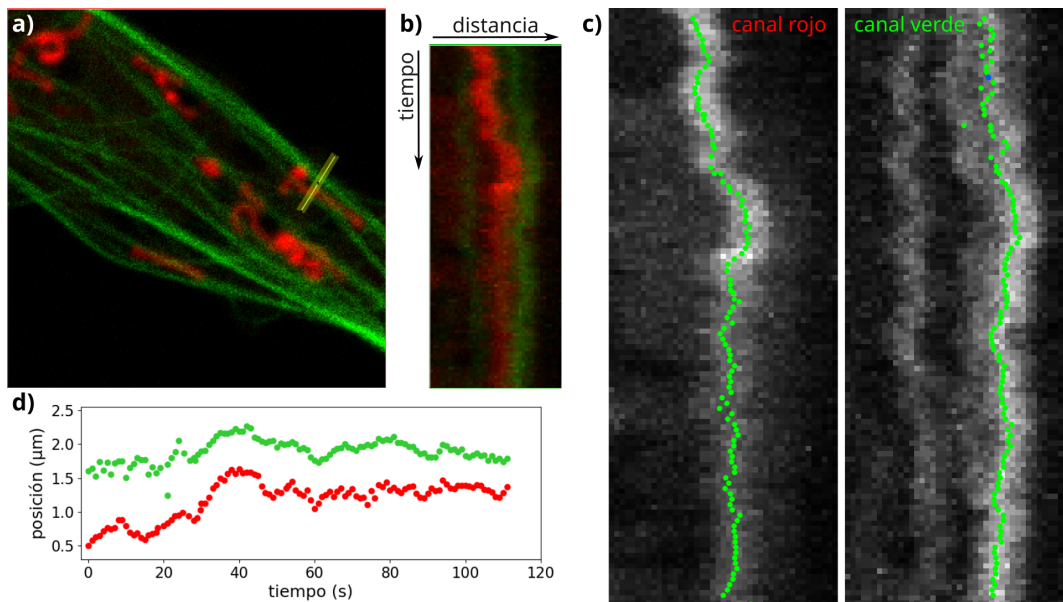 a)
b)
distancia
tiempo
c)
canal rojo
canal verde
d)
2.5
2.0
1.5
1.0
0.5
posición (μm)
0
20
40
60
80
100
120
tiempo (s)